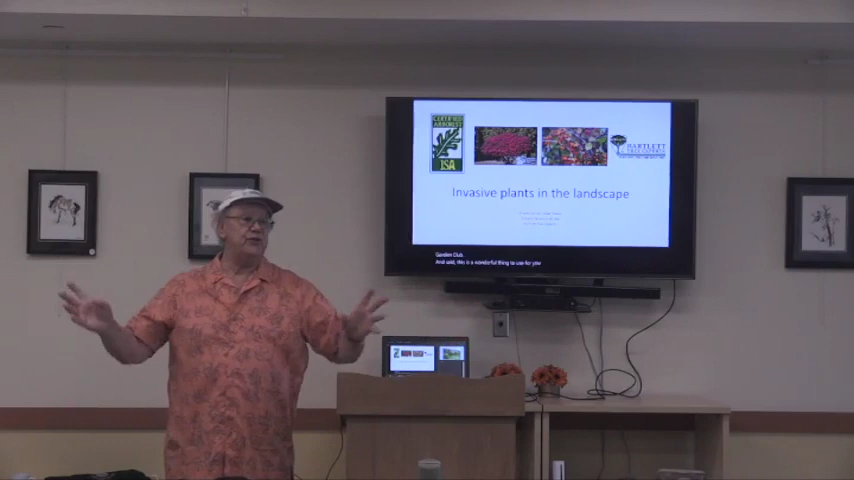 CERTIFIED
ARBORIST
ISA
BARTLETT
TREE EXPERTS
Invasive plants in the landscape
Garden Club.
And said, this is a wonderful thing to use for your